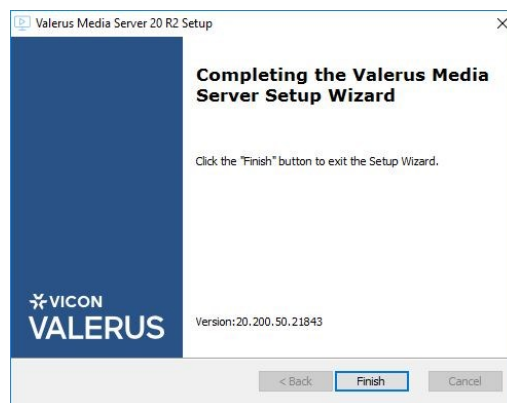 Valerus Media Server 20 R2 Setup
Completing the Valerus Media
Server Setup Wizard
Click the "Finish" button to exit the Setup Wizard.
VICON
VALERUS
Version:20.200.50.21843
< Back
Finish
Cancel